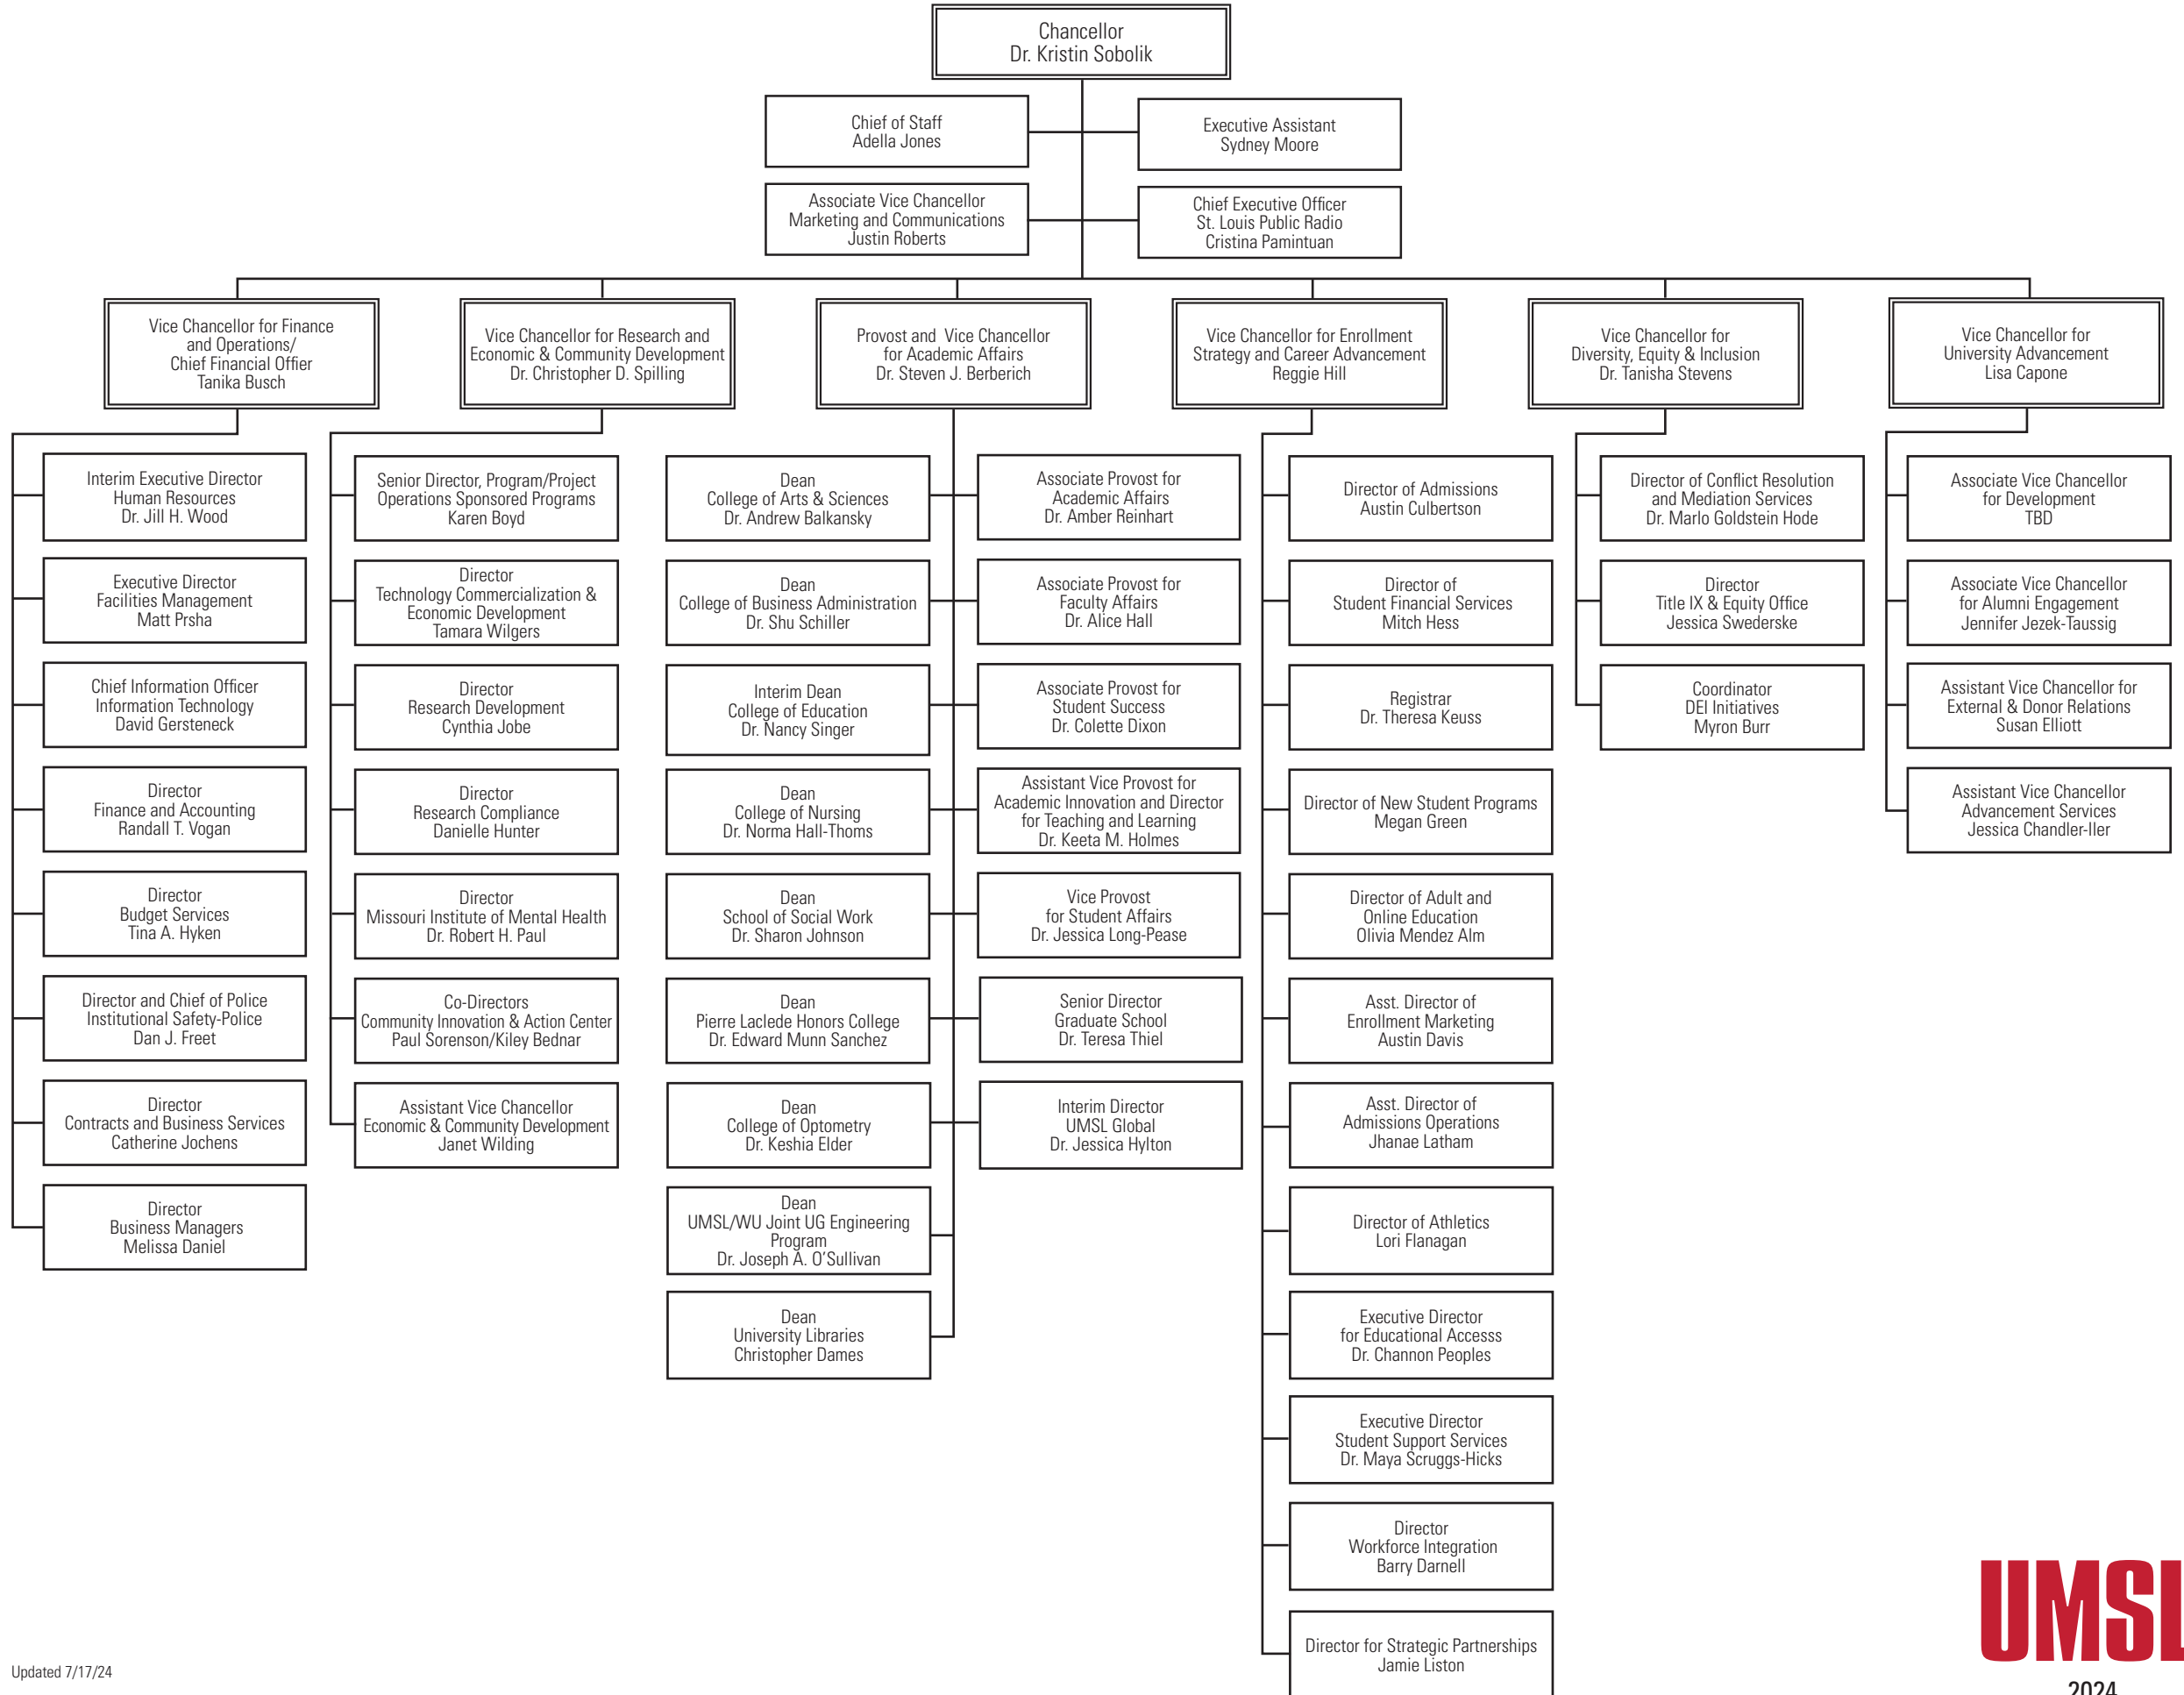 Chancellor
Dr. Kristin Sobolik
Chief of Staff
Adella Jones
Executive Assistant
Sydney Moore
Associate Vice Chancellor
Marketing and Communications
Justin Roberts
Chief Executive Officer
St. Louis Public Radio
Cristina Pamintuan
Vice Chancellor for Finance
and Operations/
Chief Financial Offier
Tanika Busch
Vice Chancellor for Research and
Economic & Community Development
Dr. Christopher D. Spilling
Provost and Vice Chancellor
for Academic Affairs
Dr. Steven J. Berberich
Vice Chancellor for Enrollment
Strategy and Career Advancement
Reggie Hill
Vice Chancellor for
Diversity, Equity & Inclusion
Dr. Tanisha Stevens
Vice Chancellor for
University Advancement
Lisa Capone
Interim Executive Director
Human Resources
Dr. Jill H. Wood
Executive Director
Facilities Management
Matt Prsha
Chief Information Officer
Information Technology
David Gersteneck
Director
Finance and Accounting
Randall T. Vogan
Director
Budget Services
Tina A. Hyken
Director and Chief of Police
Institutional Safety-Police
Dan J. Freet
Director
Contracts and Business Services
Catherine Jochens
Director
Business Managers
Melissa Daniel
Senior Director, Program/Project
Operations Sponsored Programs
Karen Boyd
Director
Technology Commercialization &
Economic Development
Tamara Wilgers
Director
Research Development
Cynthia Jobe
Director
Research Compliance
Danielle Hunter
Director
Missouri Institute of Mental Health
Dr. Robert H. Paul
Co-Directors
Community Innovation & Action Center
Paul Sorenson/Kiley Bednar
Assistant Vice Chancellor
Economic & Community Development
Janet Wilding
Dean
College of Arts & Sciences
Dr. Andrew Balkansky
Dean
College of Business Administration
Dr. Shu Schiller
Interim Dean
College of Education
Dr. Nancy Singer
Dean
College of Nursing
Dr. Norma Hall-Thoms
Dean
School of Social Work
Dr. Sharon Johnson
Dean
Pierre Laclede Honors College
Dr. Edward Munn Sanchez
Dean
College of Optometry
Dr. Keshia Elder
Dean
UMSL/WU Joint UG Engineering
Program
Dr. Joseph A. O'Sullivan
Dean
University Libraries
Christopher Dames
Associate Provost for
Academic Affairs
Dr. Amber Reinhart
Associate Provost for
Faculty Affairs
Dr. Alice Hall
Associate Provost for
Student Success
Dr. Colette Dixon
Assistant Vice Provost for
Academic Innovation and Director
for Teaching and Learning
Dr. Keeta M. Holmes
Vice Provost
for Student Affairs
Dr. Jessica Long-Pease
Senior Director
Graduate School
Dr. Teresa Thiel
Interim Director
UMSL Global
Dr. Jessica Hylton
Director of Admissions
Austin Culbertson
Director of
Student Financial Services
Mitch Hess
Registrar
Dr. Theresa Keuss
Director of New Student Programs
Megan Green
Director of Adult and
Online Education
Olivia Mendez Alm
Asst. Director of
Enrollment Marketing
Austin Davis
Asst. Director of
Admissions Operations
Jhanae Latham
Director of Athletics
Lori Flanagan
Executive Director
for Educational Accesss
Dr. Channon Peoples
Executive Director
Student Support Services
Dr. Maya Scruggs-Hicks
Director
Workforce Integration
Barry Darnell
Director for Strategic Partnerships
Jamie Liston
Director of Conflict Resolution
and Mediation Services
Dr. Marlo Goldstein Hode
Director
Title IX & Equity Office
Jessica Swederske
Coordinator
DEI Initiatives
Myron Burr
Associate Vice Chancellor
for Development
TBD
Associate Vice Chancellor
for Alumni Engagement
Jennifer Jezek-Taussig
Assistant Vice Chancellor for
External & Donor Relations
Susan Elliott
Assistant Vice Chancellor
Advancement Services
Jessica Chandler-Iler
Updated 7/17/24
UMSL
2024